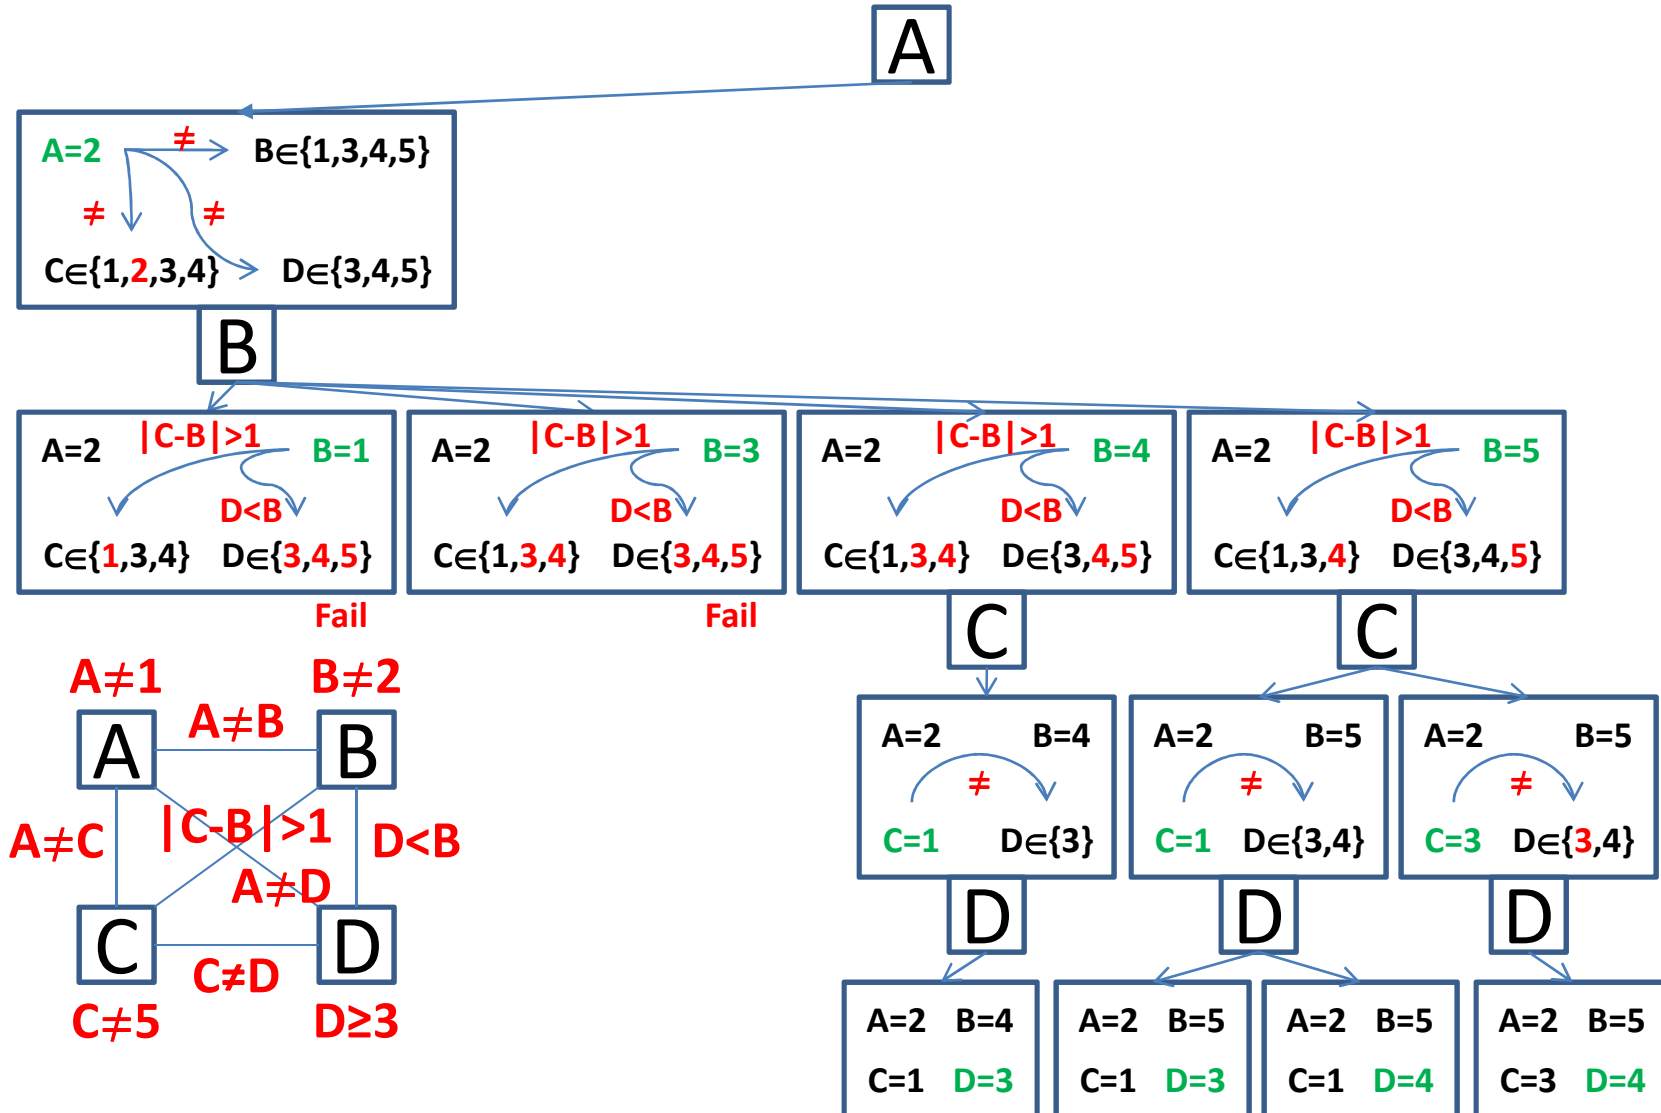 A
A=2 ≠ B∈{1,3,4,5}
≠ ≠
C∈{1,2,3,4} D∈{3,4,5}
B
A=2 |C-B|>1 B=1
D<B
C∈{1,3,4} D∈{3,4,5}
Fail
A=2 |C-B|>1 B=3
D<B
C∈{1,3,4} D∈{3,4,5}
Fail
A=2 |C-B|>1 B=4
D<B
C∈{1,3,4} D∈{3,4,5}
A=2 |C-B|>1 B=5
D<B
C∈{1,3,4} D∈{3,4,5}
C
C
A=2 B=4
≠
C=1 D∈{3}
A=2 B=5
≠
C=1 D∈{3,4}
A=2 B=5
≠
C=3 D∈{3,4}
D
D
D
A=2 B=4
C=1 D=3
A=2 B=5
C=1 D=3
A=2 B=5
C=1 D=4
A=2 B=5
C=3 D=4
A≠1 B≠2
A≠B
A B
A≠C |C-B|>1 D<B
A≠D
C D
C≠D
C≠5 D≥3